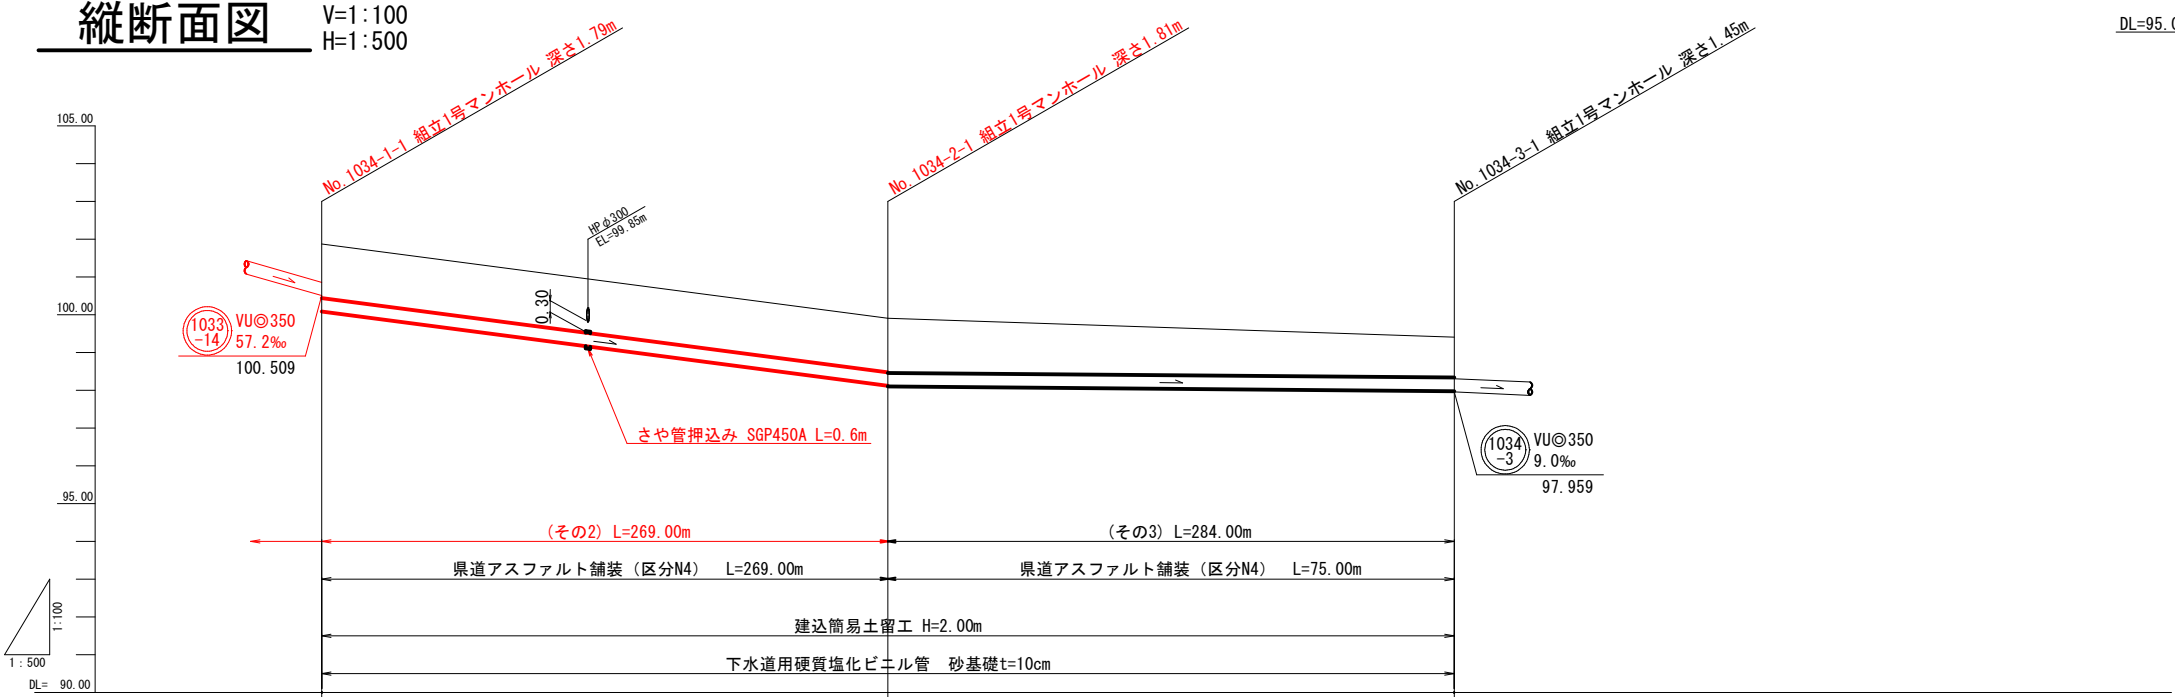 縦断面図
V=1:100
H=1:500
DL=95.0
No.1034-1-1 組立1号マンホール 深さ1.79m
No.1034-2-1 組立1号マンホール 深さ1.81m
No.1034-3-1 組立1号マンホール 深さ1.45m
105.00
HPφ300
EL=99.85m
0.30
100.00
1033
-14
VU◎350
57.2‰
100.509
さや管押込み SGP450A L=0.6m
1034
-3
VU◎350
9.0‰
97.959
95.00
(その2) L=269.00m
(その3) L=284.00m
県道アスファルト舗装（区分N4） L=269.00m
県道アスファルト舗装（区分N4） L=75.00m
建込簡易土留工 H=2.00m
下水道用硬質塩化ビニル管 砂基礎t=10cm
1:100
1:500
DL= 90.00